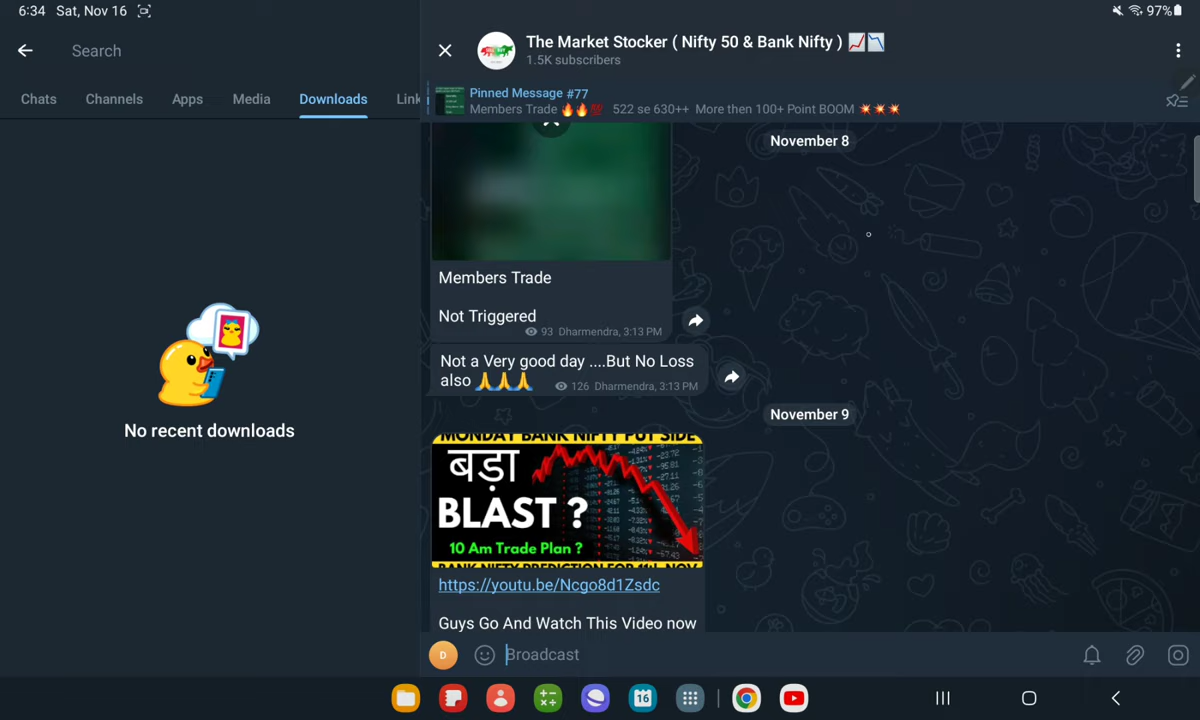 6:34 Sat, Nov 16
97%
Search
Chats Channels Apps Media Downloads Link
No recent downloads
The Market Stocker ( Nifty 50 & Bank Nifty ) 📈📉
1.5K subscribers
Pinned Message #77
Members Trade 🔥🔥💯 522 se 630++ More then 100+ Point BOOM 💥💥💥
November 8
Members Trade
Not Triggered
93 Dharmendra, 3:13 PM
Not a Very good day ....But No Loss
also 🙏🙏🙏 126 Dharmendra, 3:13 PM
November 9
MONDAY BANK NIFTY PUT SIDE
बड़ा
BLAST ?
10 Am Trade Plan ?
BANK NIFTY PREDICTION FOR 11th NOV
https://youtu.be/Ncgo8d1Zsdc
Guys Go And Watch This Video now
D
Broadcast
16